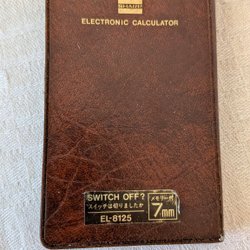 SHARP
ELECTRONIC CALCULATOR
SWITCH OFF?
スイッチは切りましたか
EL-8125
メモリー付
7mm